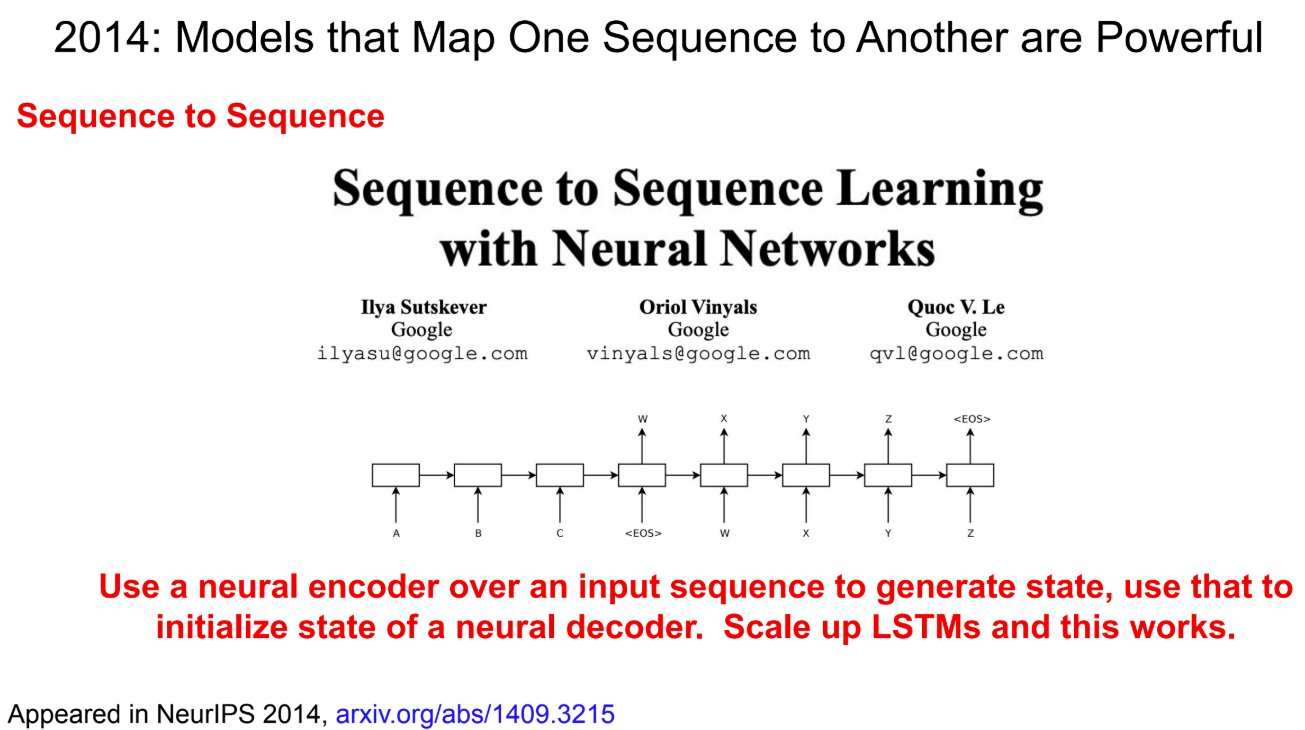 2014: Models that Map One Sequence to Another are Powerful
Sequence to Sequence
Sequence to Sequence Learning
with Neural Networks
Ilya Sutskever Oriol Vinyals Quoc V. Le
Google Google Google
ilyasu@google.com vinyals@google.com qvl@google.com
W X Y Z <EOS>
A B C <EOS> W X Y Z
Use a neural encoder over an input sequence to generate state, use that to
initialize state of a neural decoder. Scale up LSTMs and this works.
Appeared in NeurIPS 2014, arxiv.org/abs/1409.3215